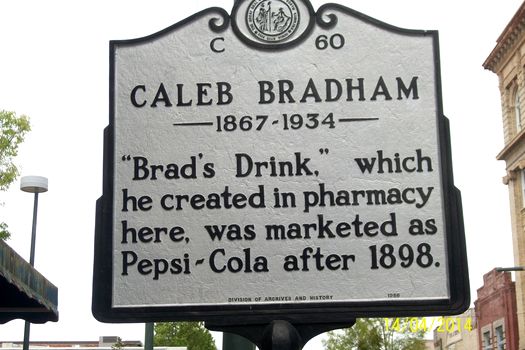 C 60
CALEB BRADHAM
1867-1934
"Brad's Drink," which
he created in pharmacy
here, was marketed as
Pepsi-Cola after 1898.
DIVISION OF ARCHIVES AND HISTORY
14/04/2014